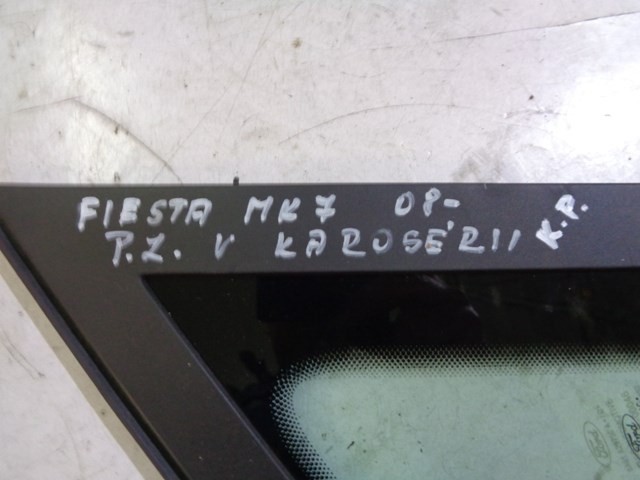 FIESTA MK7 08-
P.Z. V KAROSÉRII K.P.